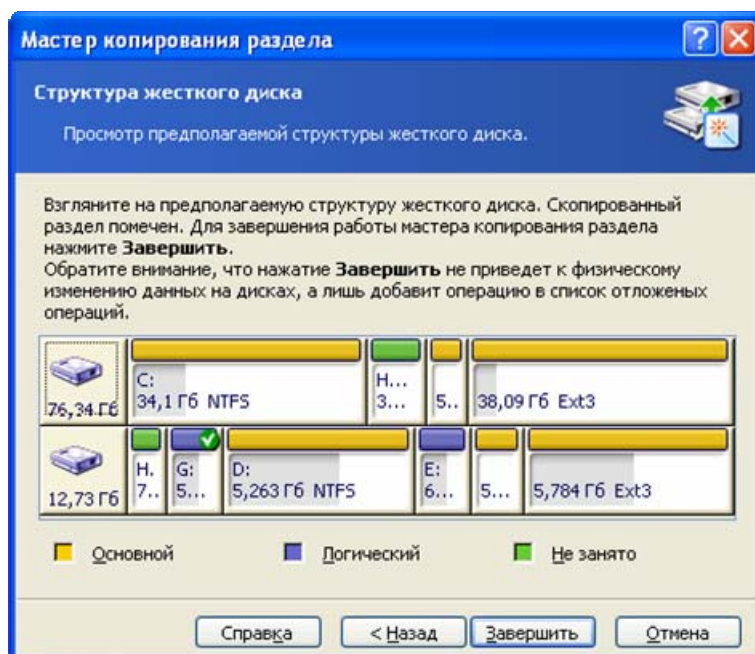 Мастер копирования раздела
Структура жесткого диска
Просмотр предполагаемой структуры жесткого диска.
Взгляните на предполагаемую структуру жесткого диска. Скопированный
раздел помечен. Для завершения работы мастера копирования раздела
нажмите Завершить.
Обратите внимание, что нажатие Завершить не приведет к физическому
изменению данных на дисках, а лишь добавит операцию в список отложеных
операций.
76,34 Гб
C:
34,1 Гб NTFS
Н...
3...
5..
38,09 Гб Ext3
12,73 Гб
Н.
7..
G:
5...
D:
5,263 Гб NTFS
E:
6...
5...
5,784 Гб Ext3
Основной
Логический
Не занято
Справка
< Назад
Завершить
Отмена